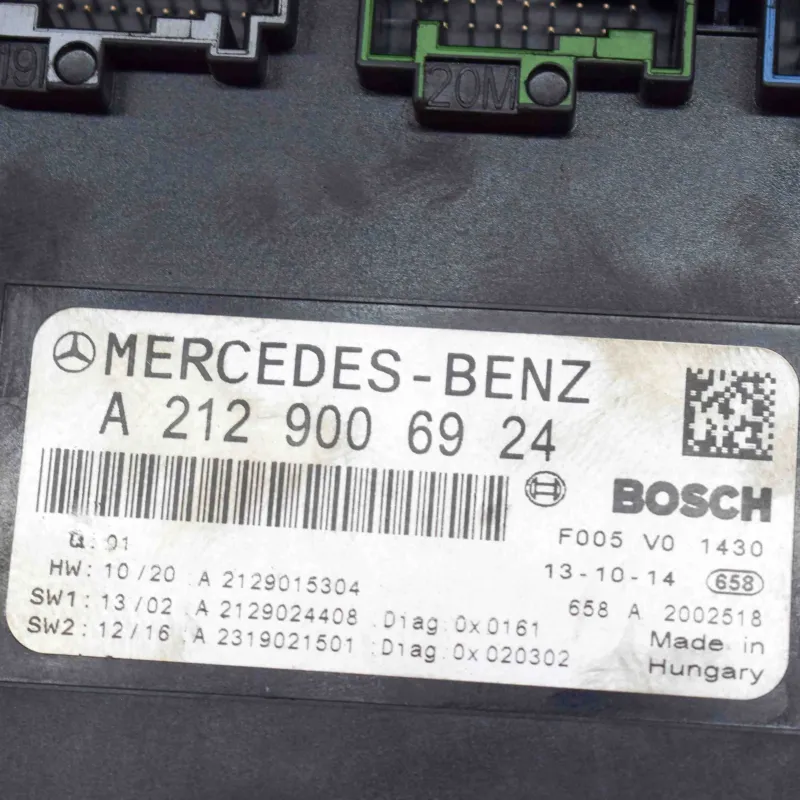 19
20M
MERCEDES-BENZ
A 212 900 69 24
BOSCH
Q: 01
F005 V0 1430
HW: 10/20 A 2129015304
13-10-14 658
SW1: 13/02 A 2129024408 Diag:0x0161
658 A 2002518
SW2: 12/16 A 2319021501 Diag:0x020302
Made in
Hungary